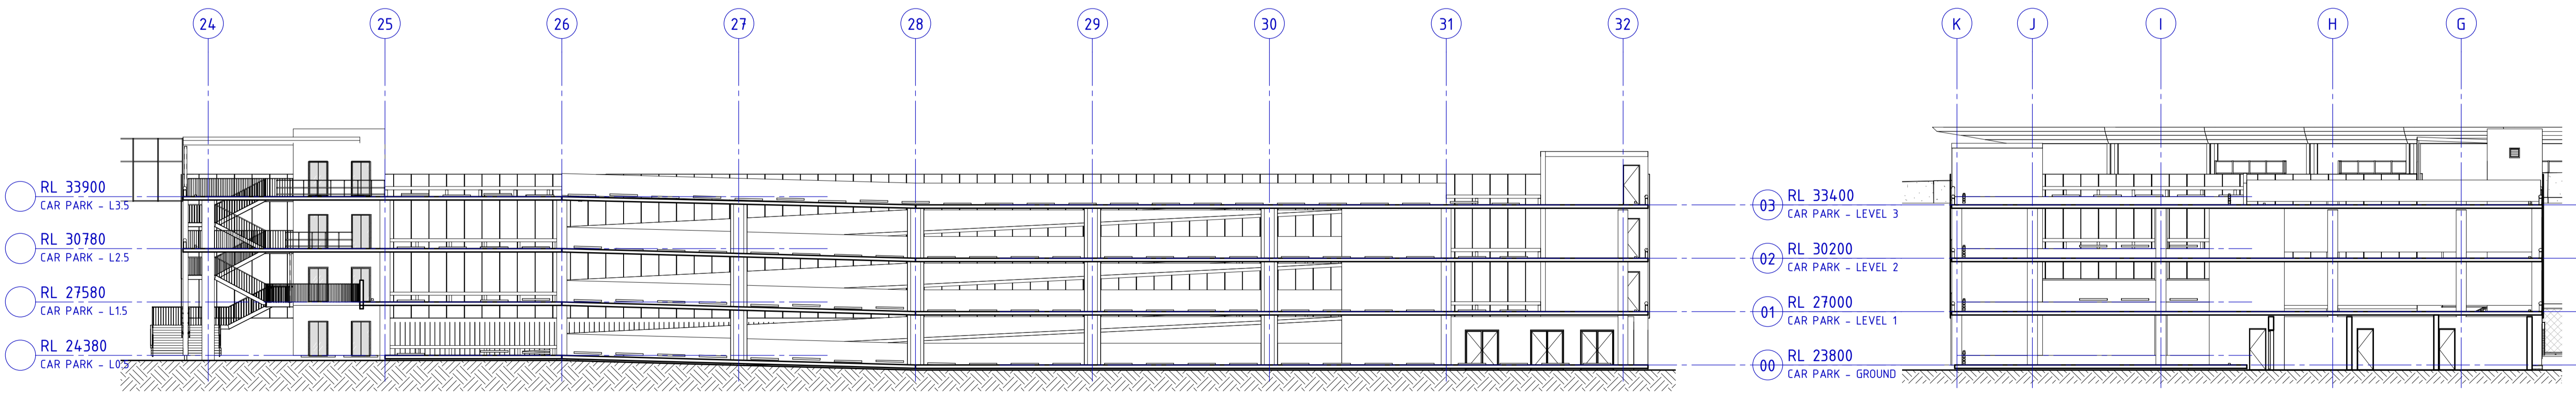 24 25 26 27 28 29 30 31 32 K J I H G
RL 33900
CAR PARK - L3.5
RL 30780
CAR PARK - L2.5
RL 27580
CAR PARK - L1.5
RL 24380
CAR PARK - L0.5
03 RL 33400
CAR PARK - LEVEL 3
02 RL 30200
CAR PARK - LEVEL 2
01 RL 27000
CAR PARK - LEVEL 1
00 RL 23800
CAR PARK - GROUND